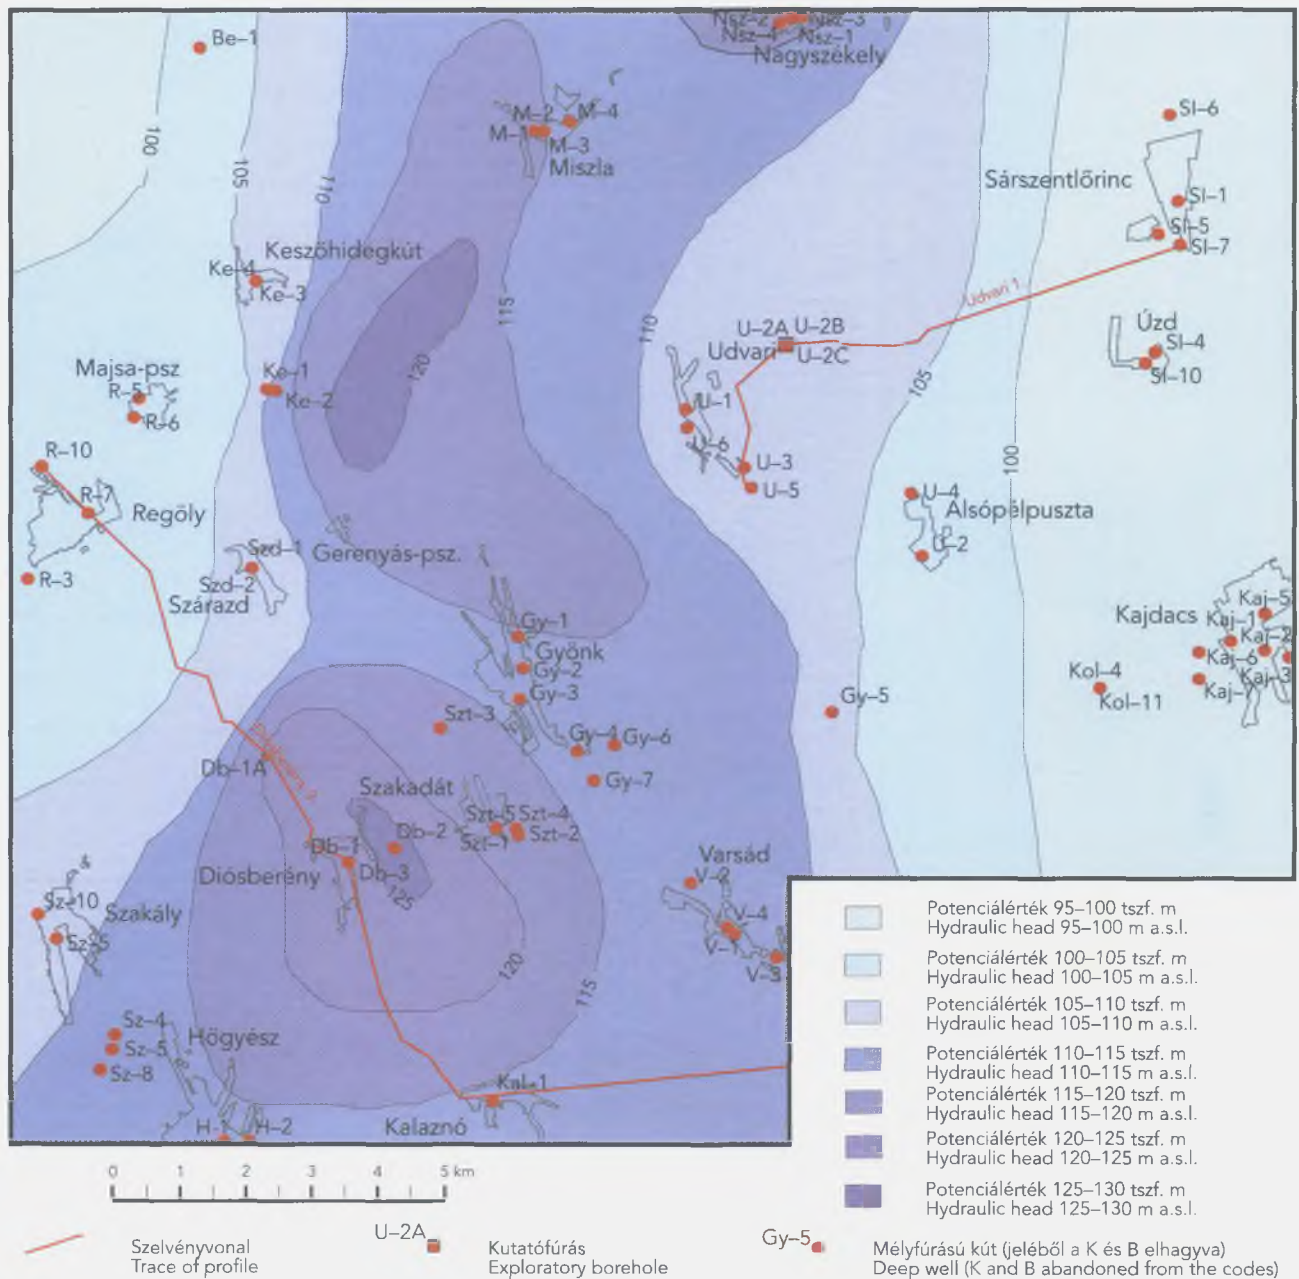 Be–1
Nsz–2
Nsz–3
Nsz–4
Nsz–1
Nagyszékely
M–2
M–4
M–1
M–3
Miszla
Sl–6
100
105
110
Sárszentlőrinc
Sl–1
Sl–5
Sl–7
Keszőhidegkút
Ke–4
Ke–3
115
110
Udvari 1.
U–2A
U–2B
Udvari
U–2C
Űzd
Sl–4
Sl–10
Majsa-psz
R–5
R–6
Ke–1
Ke–2
120
105
U–1
U–6
100
R–10
R–7
Regöly
U–3
U–5
U–4
Alsópélpuszta
U–2
R–3
Szd–1
Szd–2
Szárazd
Gerenyás-psz.
Gy–1
Gyönk
Gy–2
Gy–3
Kajdacs
Kaj–5
Kaj–1
Kaj–2
Kaj–6
Kaj–3
Kaj–7
Kol–4
Kol–11
Gy–5
Szt–3
Gy–4
Gy–6
Gy–7
Db–1A
Szakadát
Szt–5
Szt–4
Szt–1
Szt–2
Db–1
Db–2
Db–3
Diósberény
125
Varsád
V–2
V–4
V–1
V–3
Sz–10
Szakály
Sz–5
120
115
Sz–4
Sz–5
Sz–8
Högyész
H–1
H–2
Kal–1
Kalaznó
Potenciálérték 95–100 tszf. m
Hydraulic head 95–100 m a.s.l.
Potenciálérték 100–105 tszf. m
Hydraulic head 100–105 m a.s.l.
Potenciálérték 105–110 tszf. m
Hydraulic head 105–110 m a.s.l.
Potenciálérték 110–115 tszf. m
Hydraulic head 110–115 m a.s.l.
Potenciálérték 115–120 tszf. m
Hydraulic head 115–120 m a.s.l.
Potenciálérték 120–125 tszf. m
Hydraulic head 120–125 m a.s.l.
Potenciálérték 125–130 tszf. m
Hydraulic head 125–130 m a.s.l.
0 1 2 3 4 5 km
Szelvényvonal
Trace of profile
U–2A
Kutatófúrás
Exploratory borehole
Gy–5
Mélyfúrású kút (jeléből a K és B elhagyva)
Deep well (K and B abandoned from the codes)